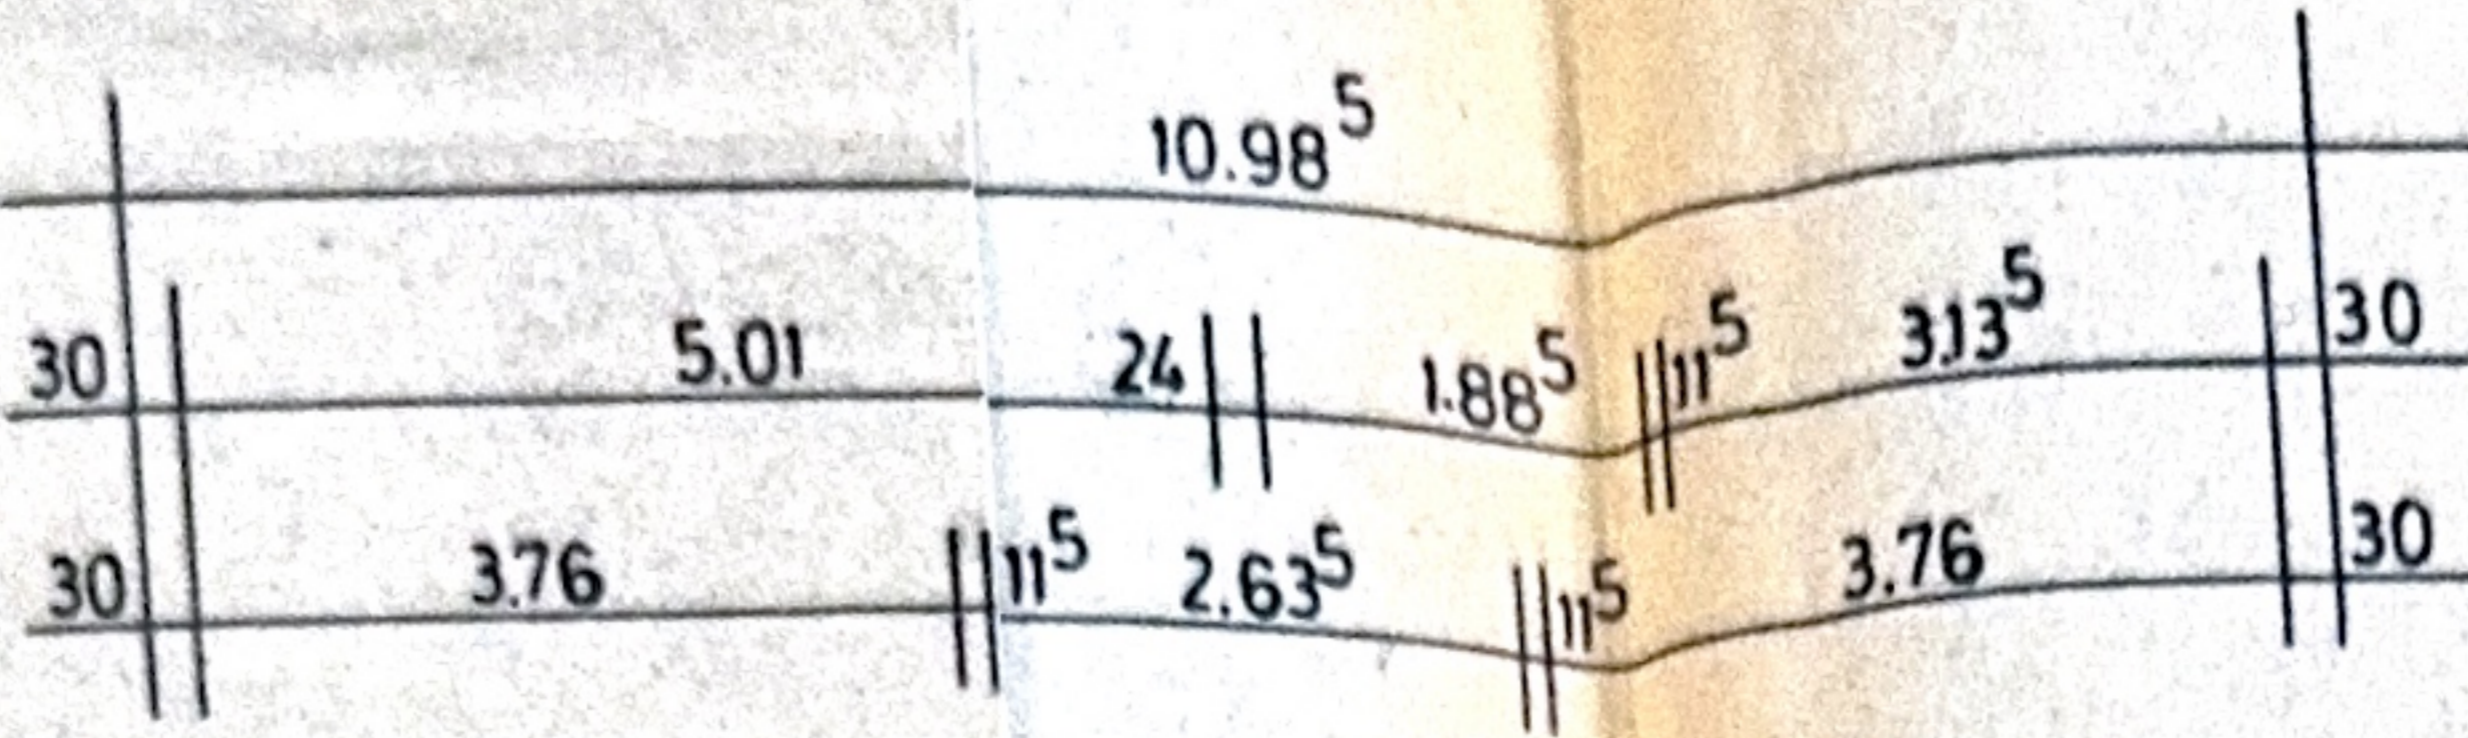 10.98⁵
30 5.01 24 1.88⁵ 11⁵ 3.13⁵ 30
30 3.76 11⁵ 2.63⁵ 11⁵ 3.76 30